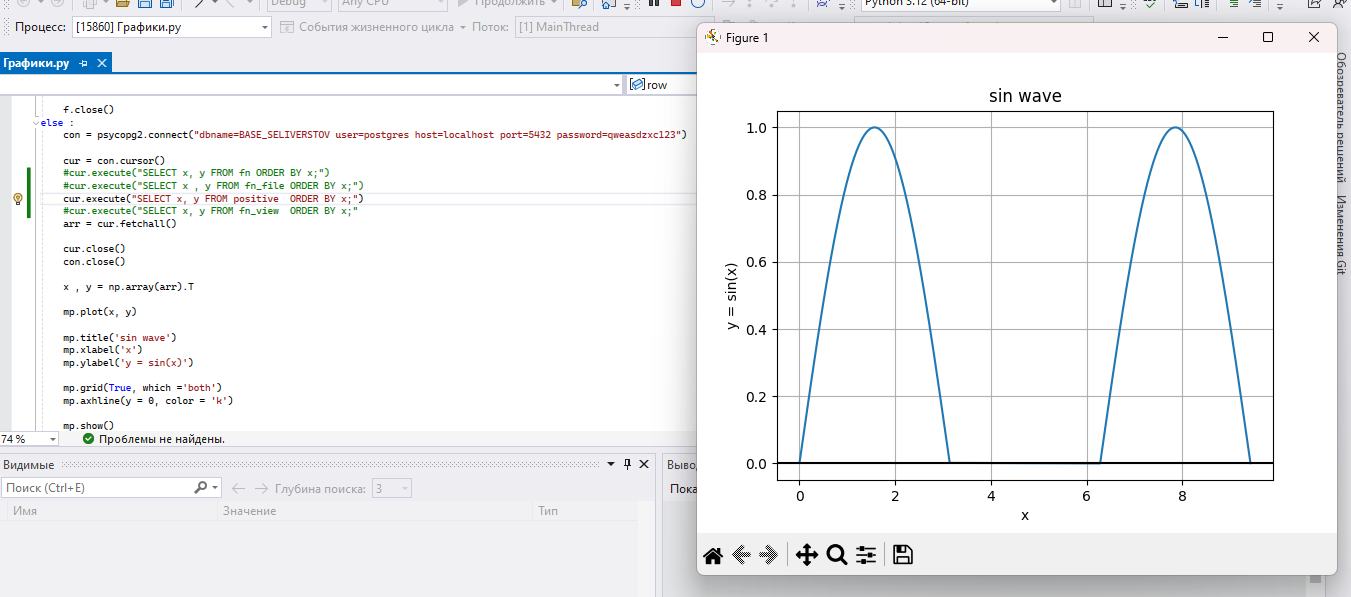 Debug
Any CPU
Продолжить
Python 3.12 (64-bit)
Процесс:
[15860] Графики.py
События жизненного цикла
Поток:
[1] MainThread
Графики.py
row
f.close()
else :
con = psycopg2.connect("dbname=BASE_SELIVERSTOV user=postgres host=localhost port=5432 password=qweasdzxc123")
cur = con.cursor()
#cur.execute("SELECT x, y FROM fn ORDER BY x;")
#cur.execute("SELECT x , y FROM fn_file ORDER BY x;")
cur.execute("SELECT x, y FROM positive  ORDER BY x;")
#cur.execute("SELECT x, y FROM fn_view  ORDER BY x;"
arr = cur.fetchall()
cur.close()
con.close()
x , y = np.array(arr).T
mp.plot(x, y)
mp.title('sin wave')
mp.xlabel('x')
mp.ylabel('y = sin(x)')
mp.grid(True, which ='both')
mp.axhline(y = 0, color = 'k')
mp.show()
74 %
Проблемы не найдены.
Видимые
Поиск (Ctrl+E)
Глубина поиска:
3
Имя
Значение
Тип
Выво
Пока
Figure 1
sin wave
1.0
0.8
0.6
0.4
0.2
0.0
y = sin(x)
0
2
4
6
8
x
Обозреватель решений
Изменения Git